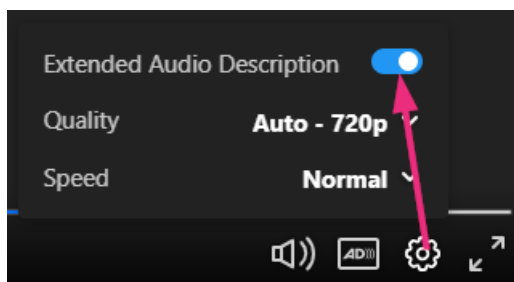 Extended Audio Description
Quality Auto - 720p
Speed Normal
AD